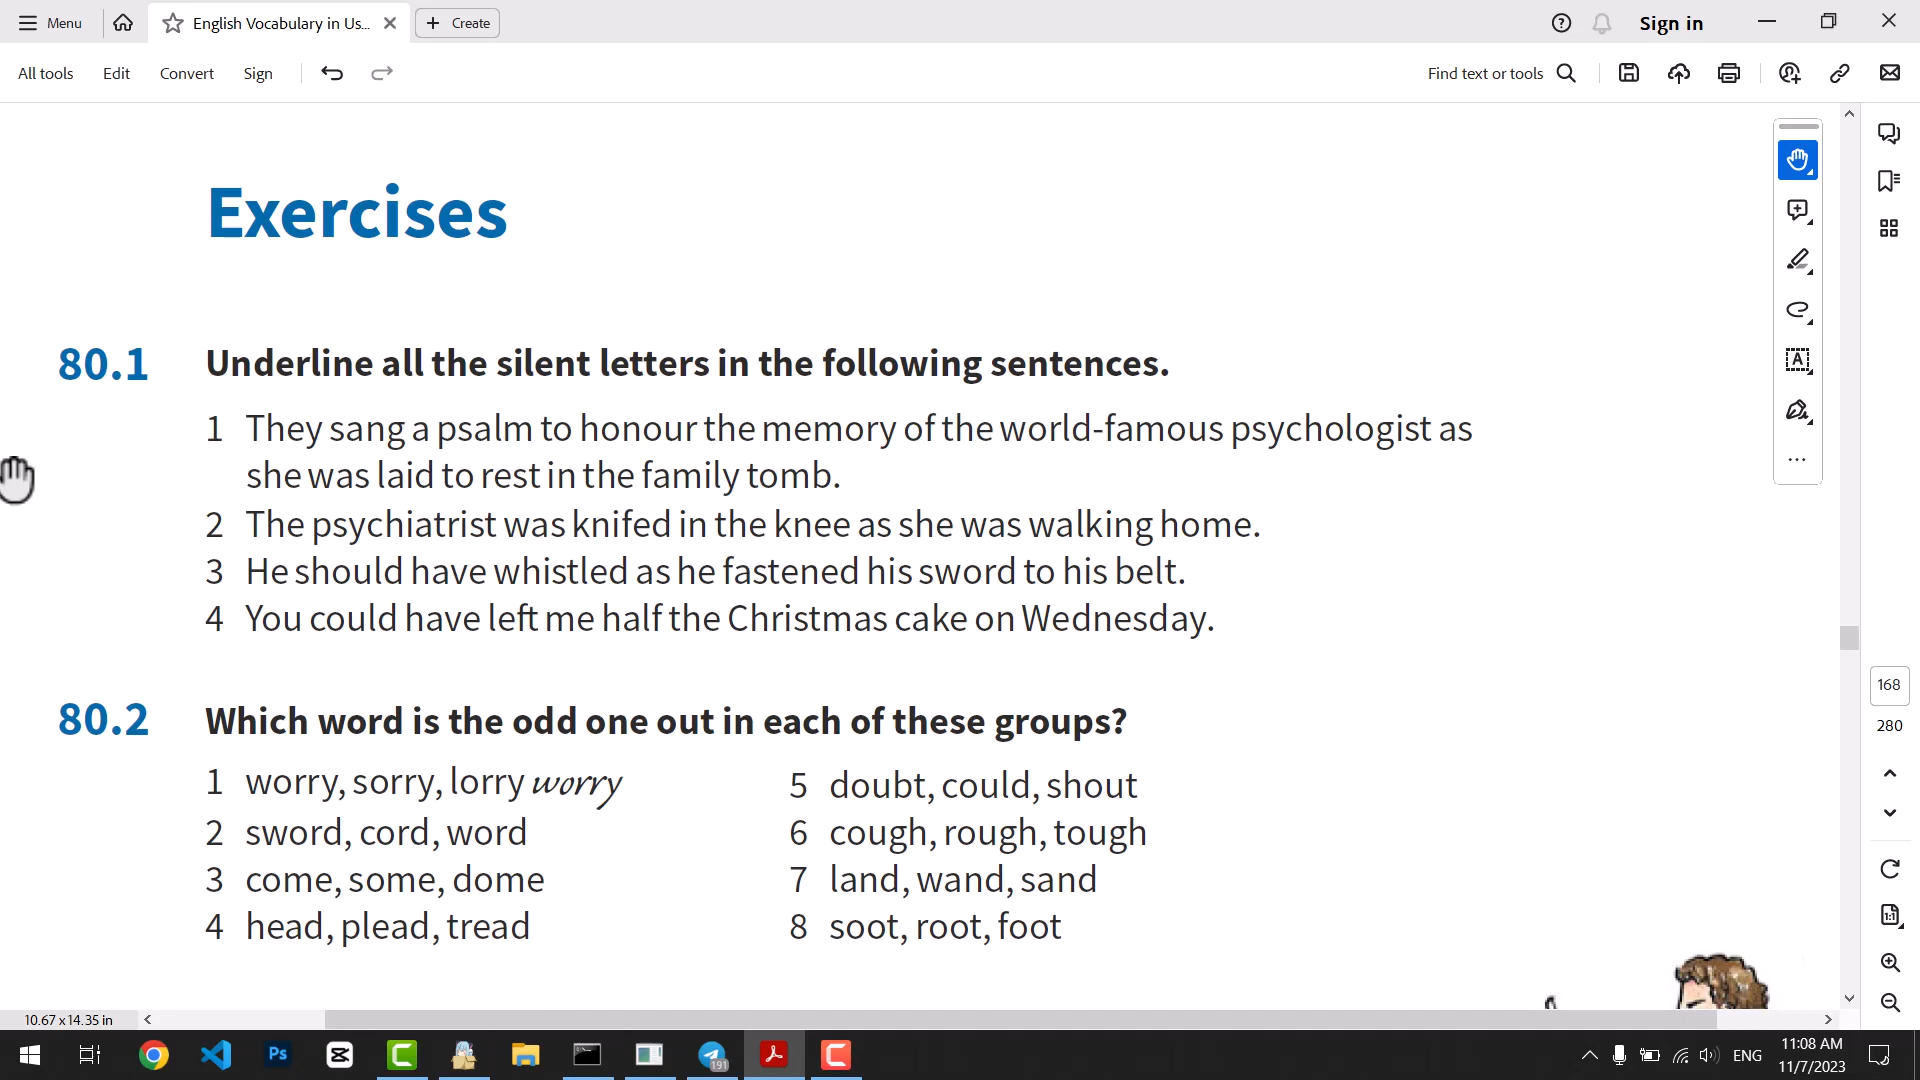 Menu
English Vocabulary in Us...
Create
Sign in
All tools
Edit
Convert
Sign
Find text or tools
Exercises
80.1 Underline all the silent letters in the following sentences.
1 They sang a psalm to honour the memory of the world-famous psychologist as
she was laid to rest in the family tomb.
2 The psychiatrist was knifed in the knee as she was walking home.
3 He should have whistled as he fastened his sword to his belt.
4 You could have left me half the Christmas cake on Wednesday.
80.2 Which word is the odd one out in each of these groups?
1 worry, sorry, lorry worry
2 sword, cord, word
3 come, some, dome
4 head, plead, tread
5 doubt, could, shout
6 cough, rough, tough
7 land, wand, sand
8 soot, root, foot
168
280
10.67 x 14.35 in
Ps
191
ENG
11:08 AM
11/7/2023